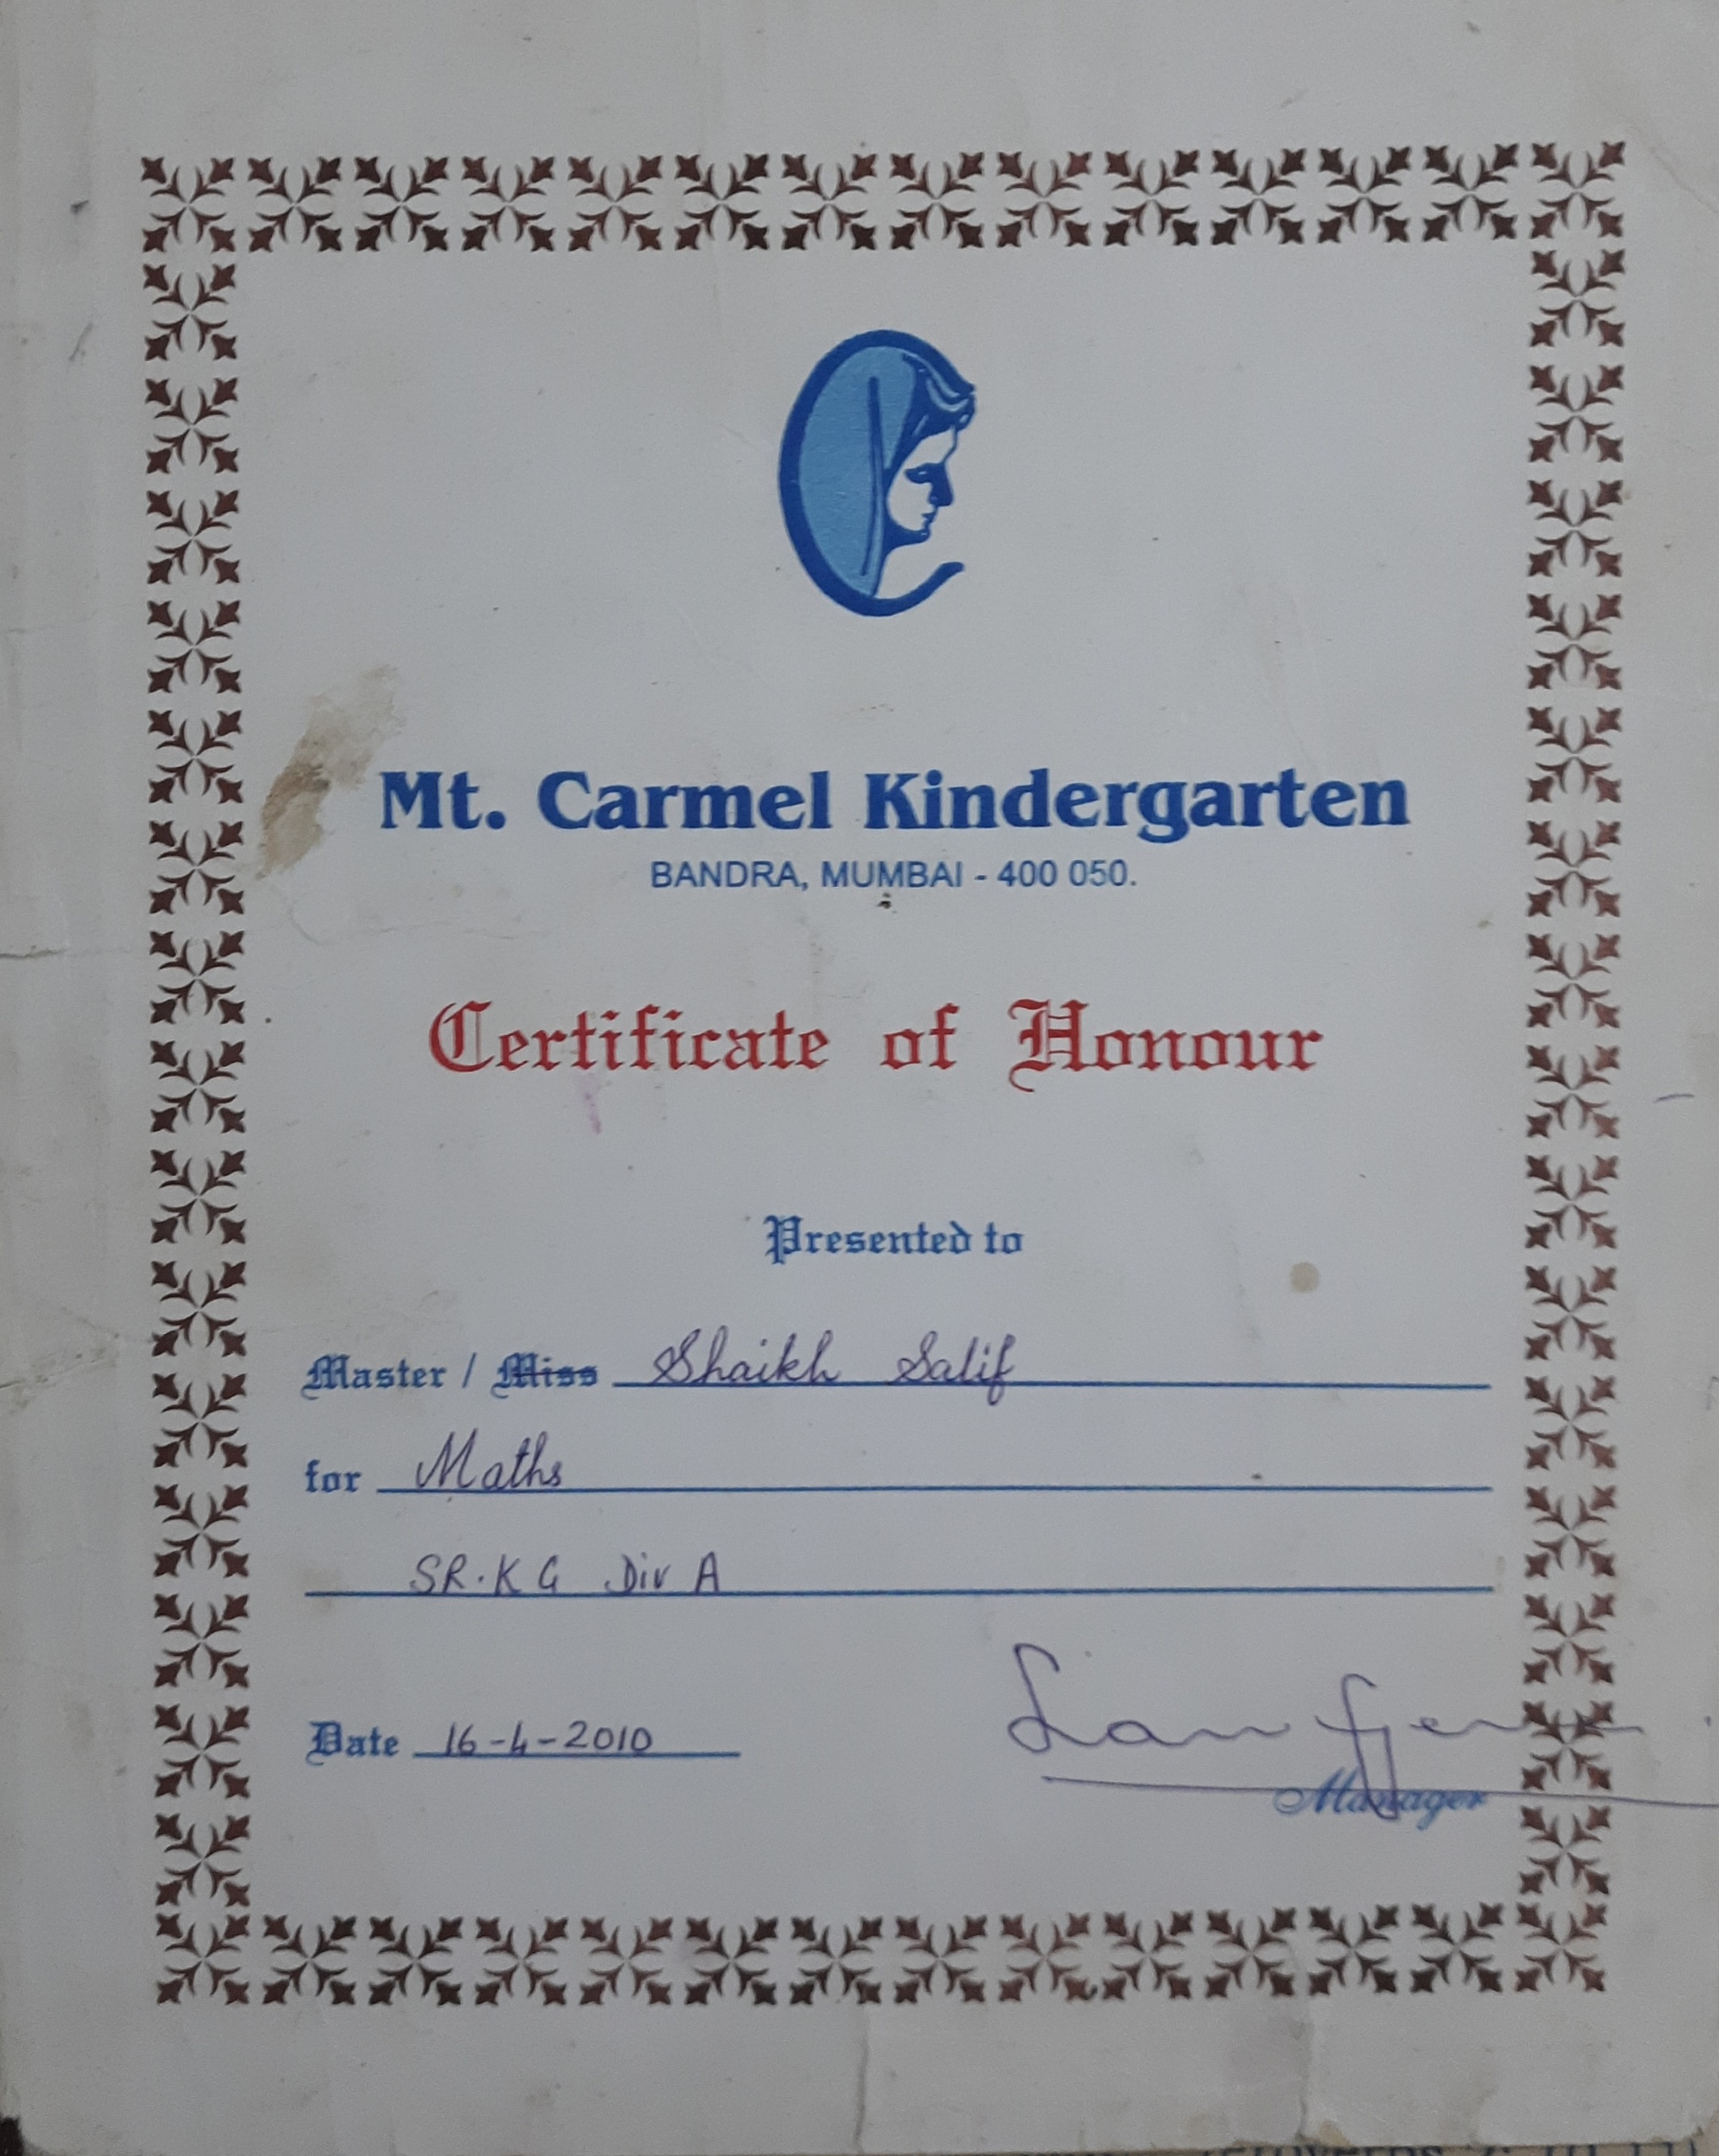 Mt. Carmel Kindergarten
BANDRA, MUMBAI - 400 050.
Certificate of Honour
Presented to
Master / Miss Shaikh Salif
for Maths
SR.KG Div A
Date 16-4-2010
Manager